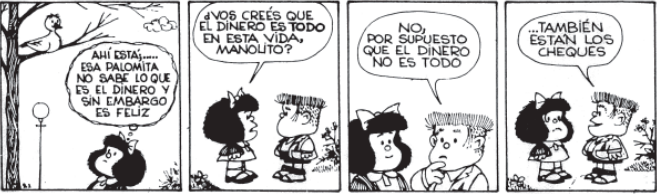 AHÍ ESTÁ;.....
ESA PALOMITA
NO SABE LO QUE
ES EL DINERO Y
SIN EMBARGO
ES FELIZ
¿VOS CREÉS QUE
EL DINERO ES TODO
EN ESTA VIDA,
MANOLITO?
NO,
POR SUPUESTO
QUE EL DINERO
NO ES TODO
...TAMBIÉN
ESTÁN LOS
CHEQUES